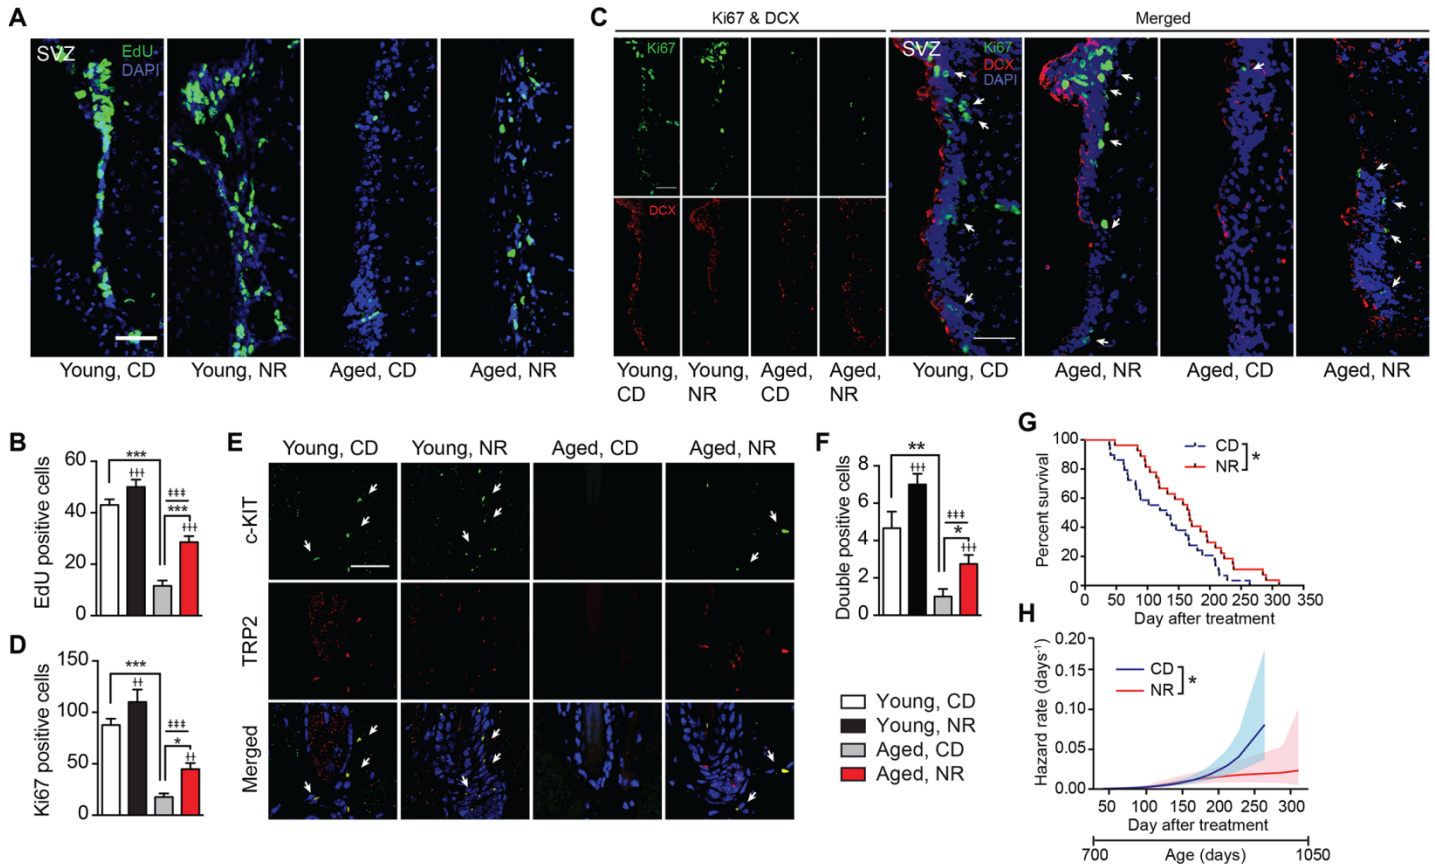 A
SVZ
EdU
DAPI
Young, CD
Young, NR
Aged, CD
Aged, NR
C
Ki67 & DCX
Merged
Ki67
DCX
SVZ
Ki67
DCX
DAPI
Young, CD
Young, NR
Aged, CD
Aged, NR
Young, CD
Aged, NR
Aged, CD
Aged, NR
B
EdU positive cells
60
40
20
0
***
‡‡‡
‡‡‡
***
‡‡‡
D
Ki67 positive cells
150
100
50
0
***
‡‡
‡‡‡
*
‡‡
E
Young, CD
Young, NR
Aged, CD
Aged, NR
c-KIT
TRP2
Merged
F
Double positive cells
8
6
4
2
0
**
‡‡‡
‡‡‡
*
‡‡‡
Young, CD
Young, NR
Aged, CD
Aged, NR
G
Percent survival
100
80
60
40
20
0
CD
NR
*
0 50 100 150 200 250 300 350
Day after treatment
H
Hazard rate (days-1)
0.20
0.15
0.10
0.05
0.00
CD
NR
*
50 100 150 200 250 300
Day after treatment
700 Age (days) 1050